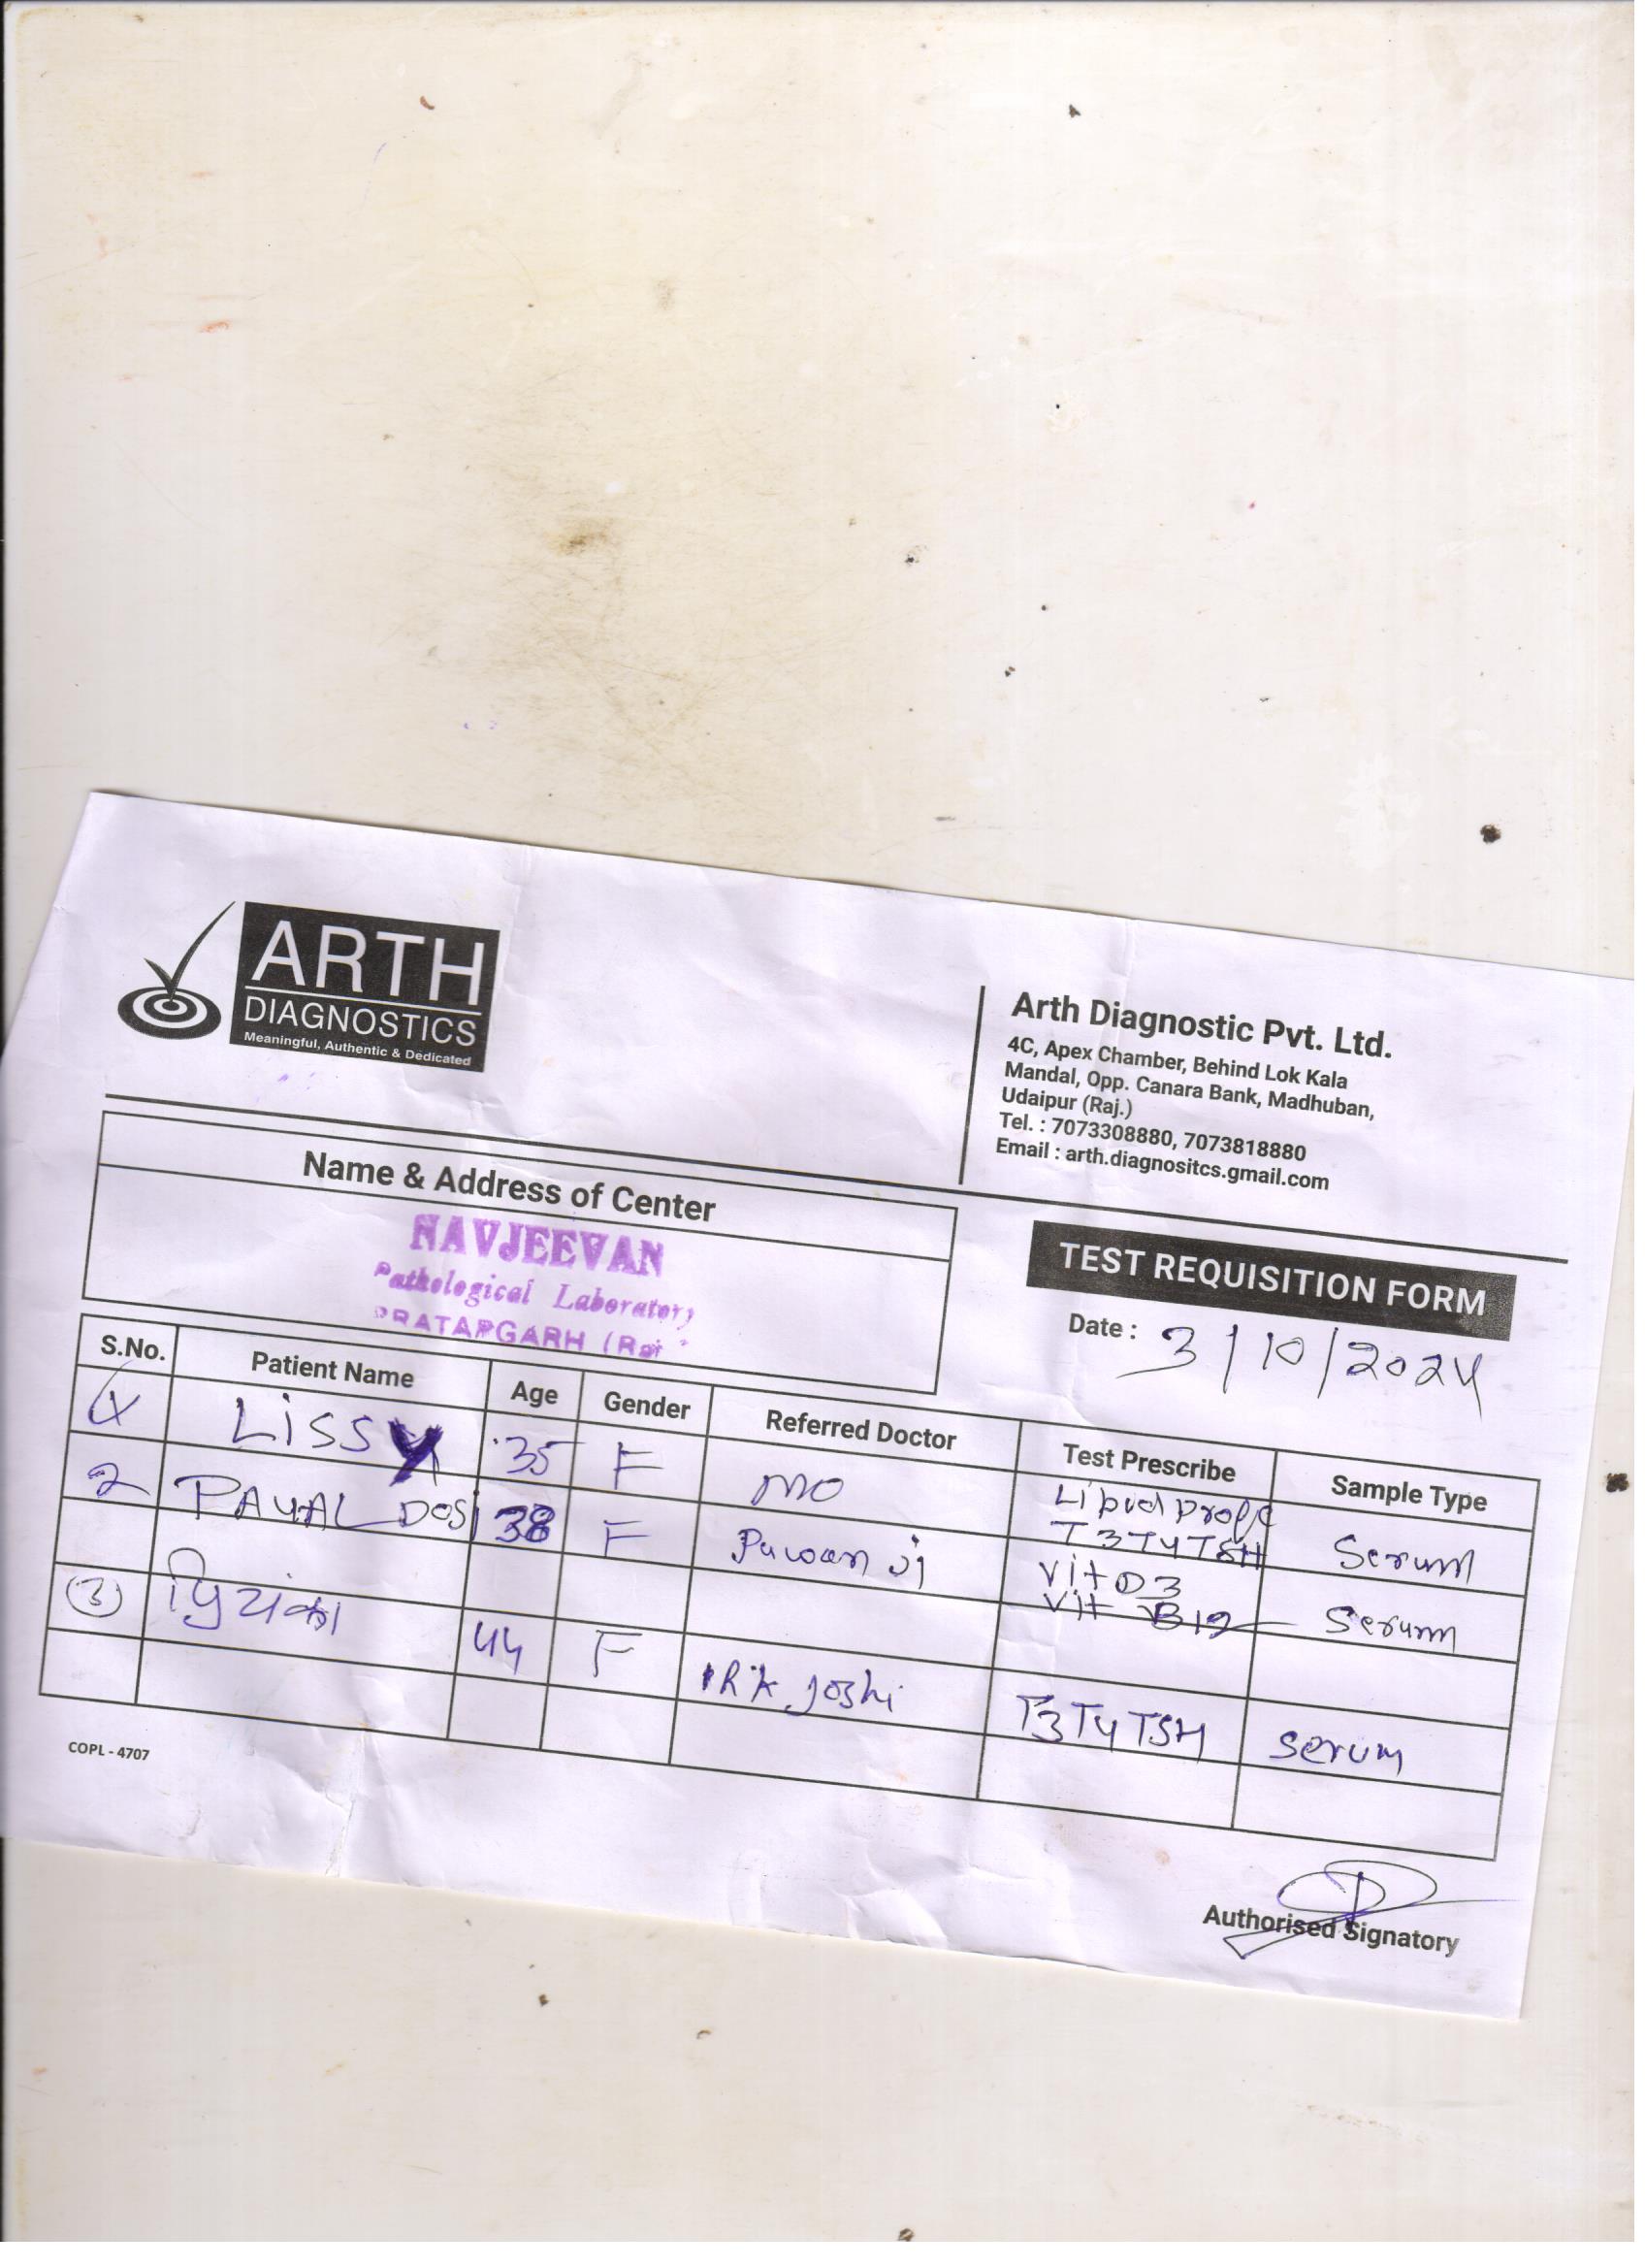 ARTH
DIAGNOSTICS
Meaningful, Authentic & Dedicated
Arth Diagnostic Pvt. Ltd.
4C, Apex Chamber, Behind Lok Kala
Mandal, Opp. Canara Bank, Madhuban,
Udaipur (Raj.)
Tel. : 7073308880, 7073818880
Email : arth.diagnositcs.gmail.com
Name & Address of Center
NAVJEEVAN
Pathological Laboratory
PRATAPGARH (Raj
TEST REQUISITION FORM
Date : 3/10/2024
S.No. Patient Name Age Gender Referred Doctor Test Prescribe Sample Type
LISSY 35 F MO Lipid profe
T3T4TSH Serum
2 PAYAL DOSI 38 F Pawan ji Vit D3
Vit B12 Serum
(3) प्रियंका 44 F RK Joshi T3T4TSH Serum
COPL - 4707
Authorised Signatory